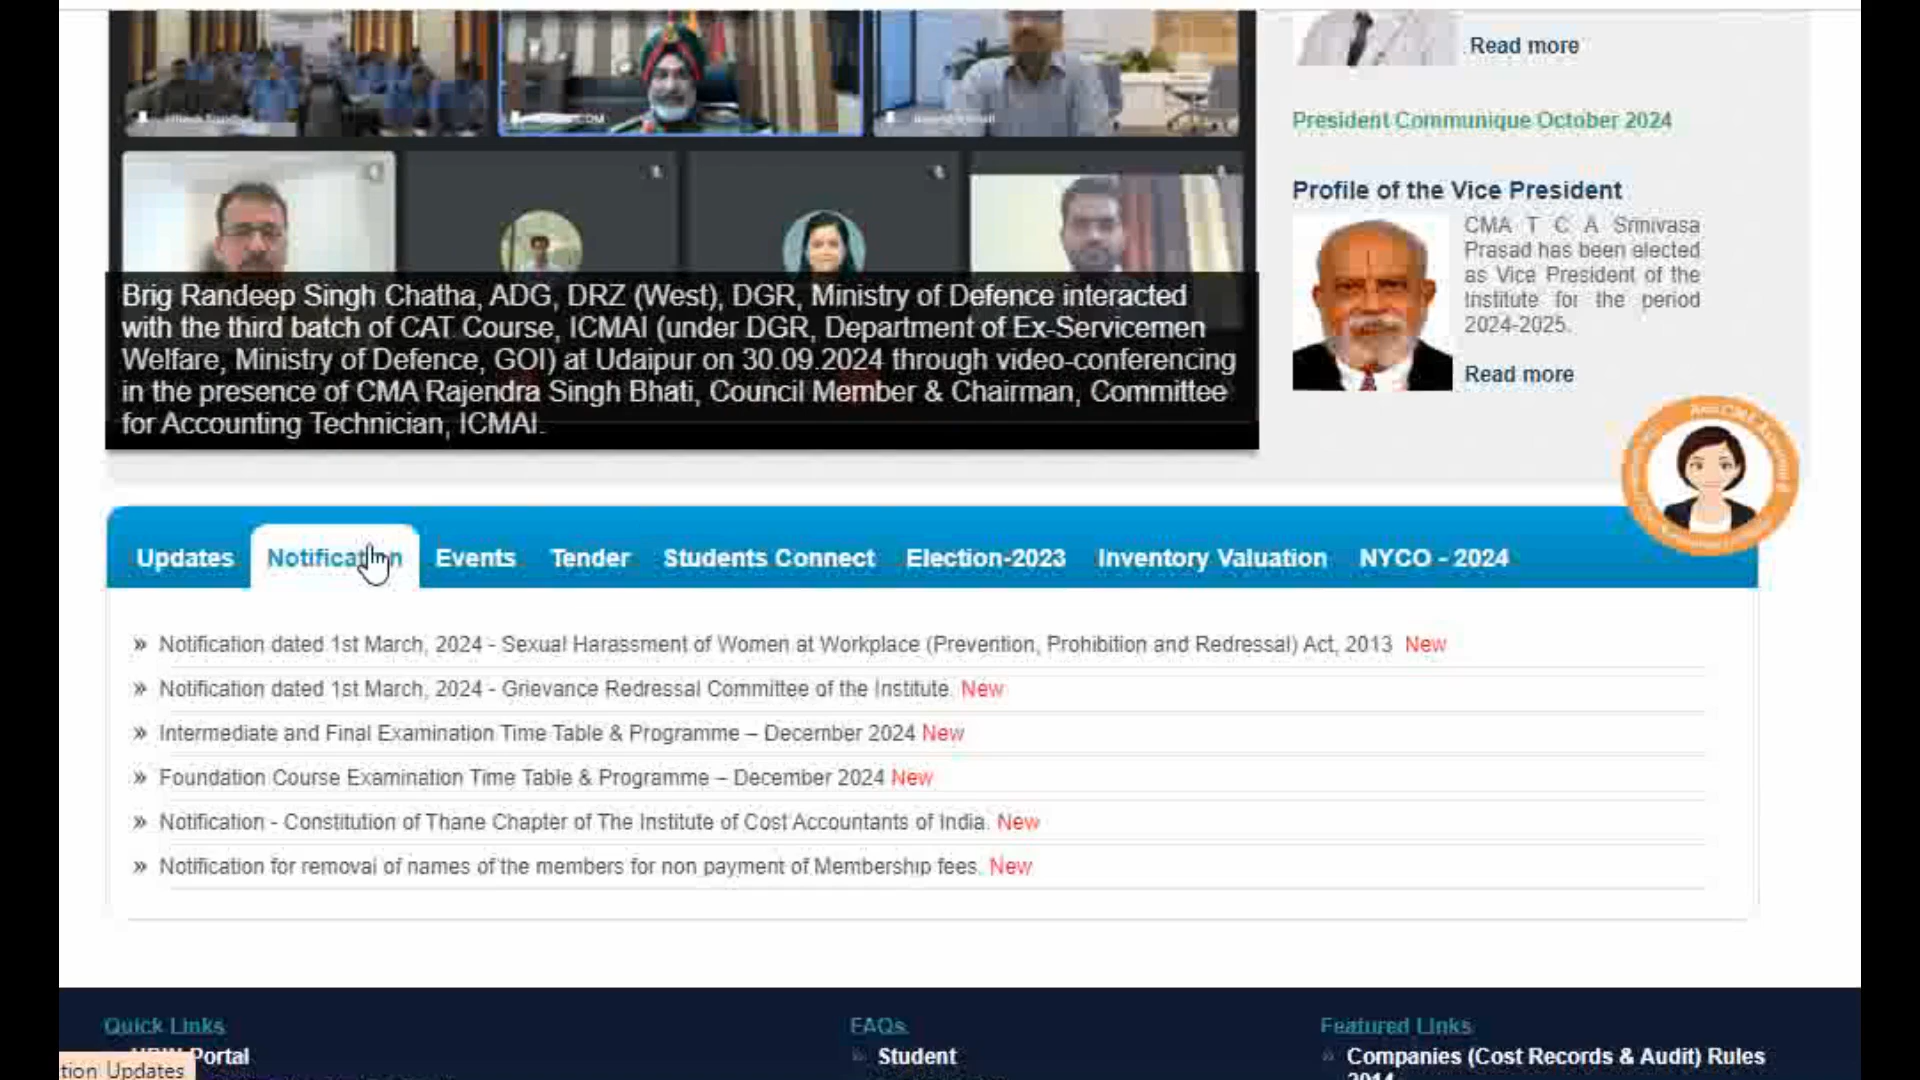 Read more
President Communique October 2024
Profile of the Vice President
CMA T C A Srinivasa
Prasad has been elected
as Vice President of the
Institute for the period
2024-2025.
Read more
Brig Randeep Singh Chatha, ADG, DRZ (West), DGR, Ministry of Defence interacted
with the third batch of CAT Course, ICMAI (under DGR, Department of Ex-Servicemen
Welfare, Ministry of Defence, GOI) at Udaipur on 30.09.2024 through video-conferencing
in the presence of CMA Rajendra Singh Bhati, Council Member & Chairman, Committee
for Accounting Technician, ICMAI.
Updates Notification Events Tender Students Connect Election-2023 Inventory Valuation NYCO - 2024
» Notification dated 1st March, 2024 - Sexual Harassment of Women at Workplace (Prevention, Prohibition and Redressal) Act, 2013 New
» Notification dated 1st March, 2024 - Grievance Redressal Committee of the Institute. New
» Intermediate and Final Examination Time Table & Programme – December 2024 New
» Foundation Course Examination Time Table & Programme – December 2024 New
» Notification - Constitution of Thane Chapter of The Institute of Cost Accountants of India. New
» Notification for removal of names of the members for non payment of Membership fees. New
Quick Links FAQs Featured Links
Portal » Student » Companies (Cost Records & Audit) Rules
2014
tion Updates